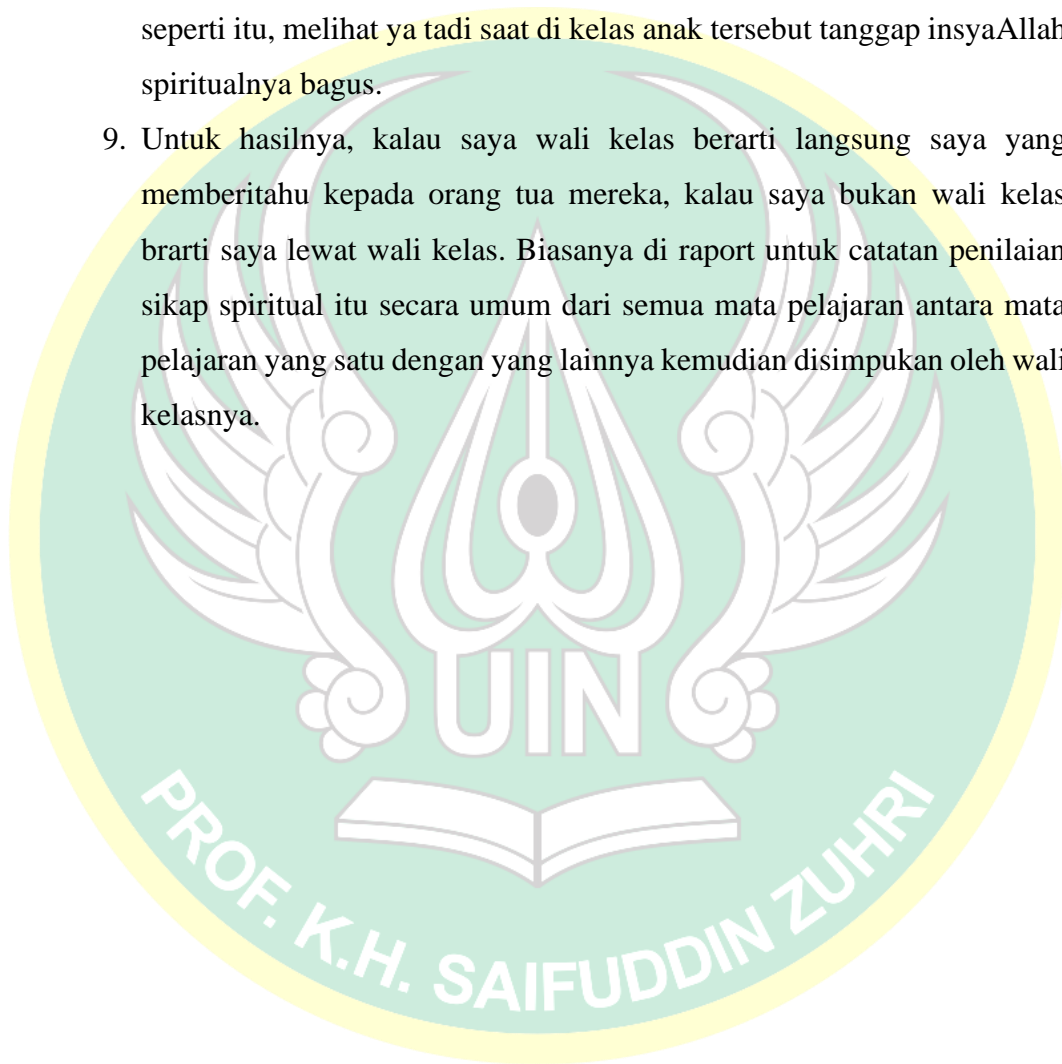 seperti itu, melihat ya tadi saat di kelas anak tersebut tanggap insyaAllah
spiritualnya bagus.
9. Untuk hasilnya, kalau saya wali kelas berarti langsung saya yang
memberitahu kepada orang tua mereka, kalau saya bukan wali kelas
brarti saya lewat wali kelas. Biasanya di raport untuk catatan penilaian
sikap spiritual itu secara umum dari semua mata pelajaran antara mata
pelajaran yang satu dengan yang lainnya kemudian disimpukan oleh wali
kelasnya.
UIN
PROF. K.H. SAIFUDDIN ZUHRI